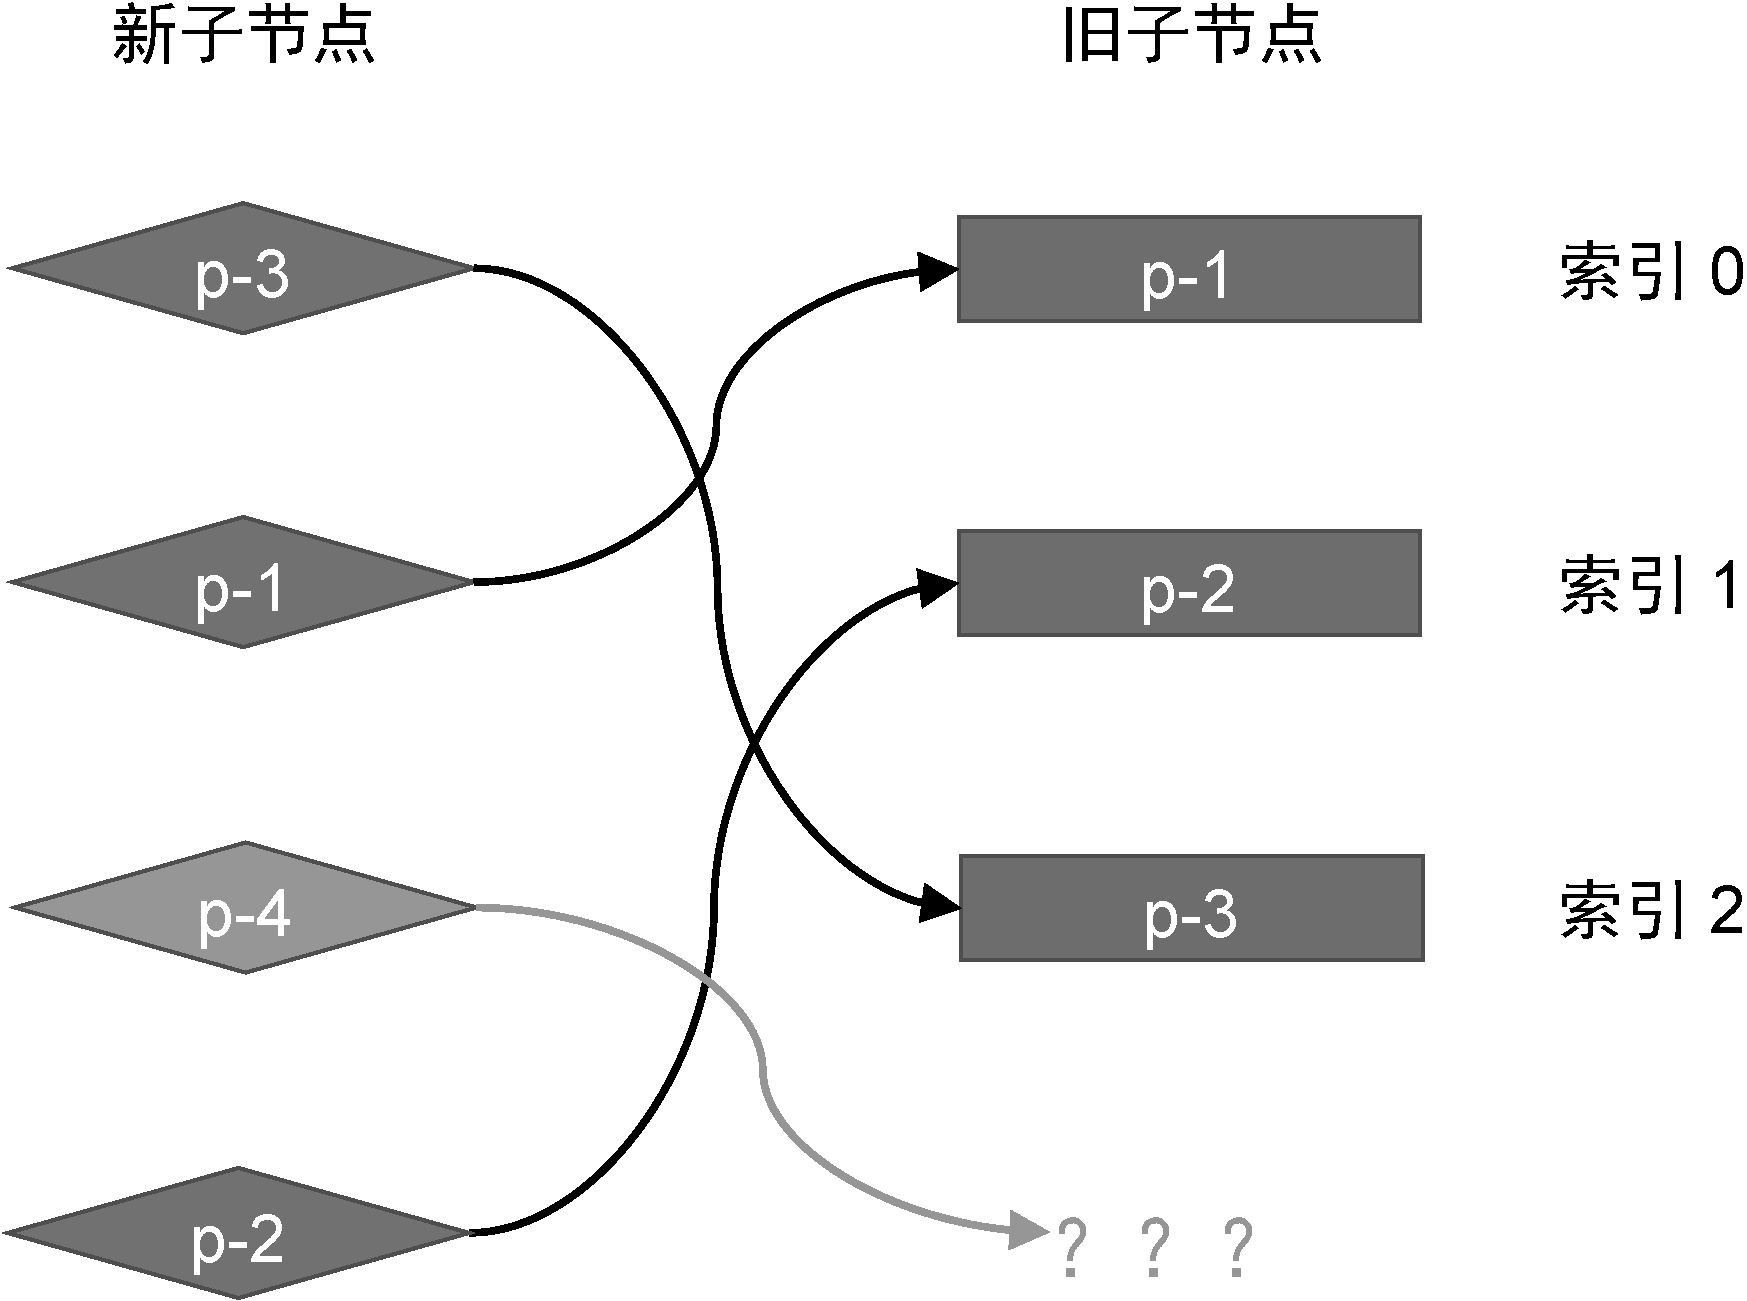 新子节点 旧子节点
p-3 p-1 索引 0
p-1 p-2 索引 1
p-4 p-3 索引 2
p-2 ？？？